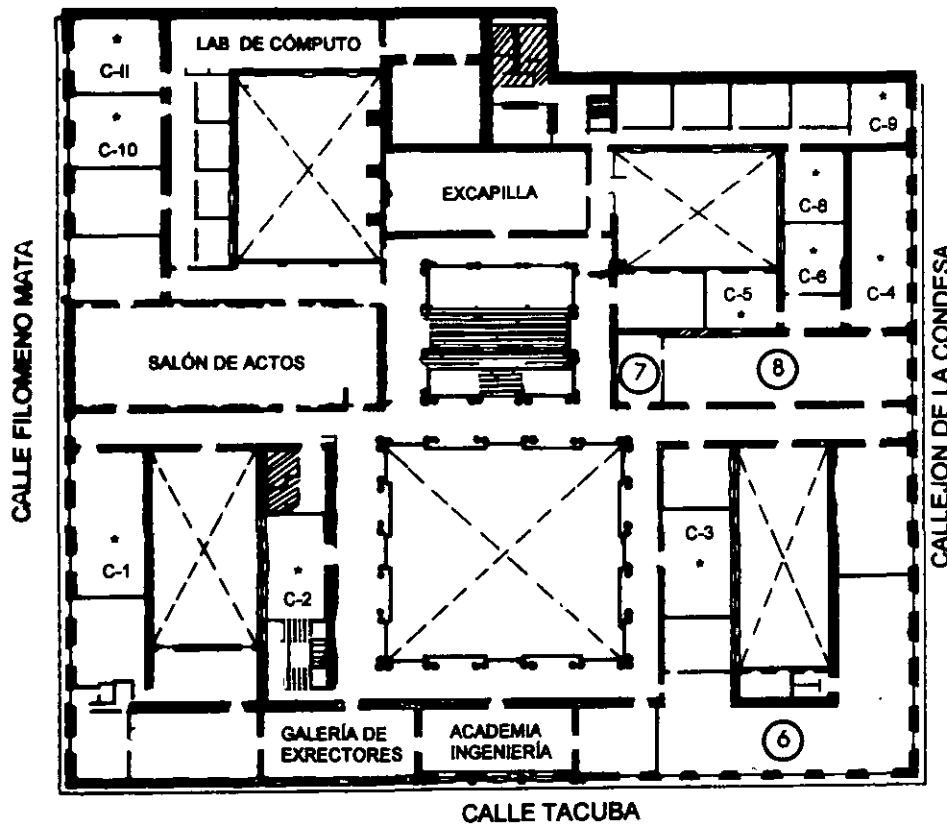 LAB DE CÓMPUTO
C-11
C-10
C-9
EXCAPILLA
C-8
C-6
C-5
C-4
CALLE FILOMENO MATA
SALÓN DE ACTOS
7
8
CALLEJON DE LA CONDESA
C-1
C-2
C-3
GALERÍA DE
EXRECTORES
ACADEMIA
INGENIERÍA
6
CALLE TACUBA